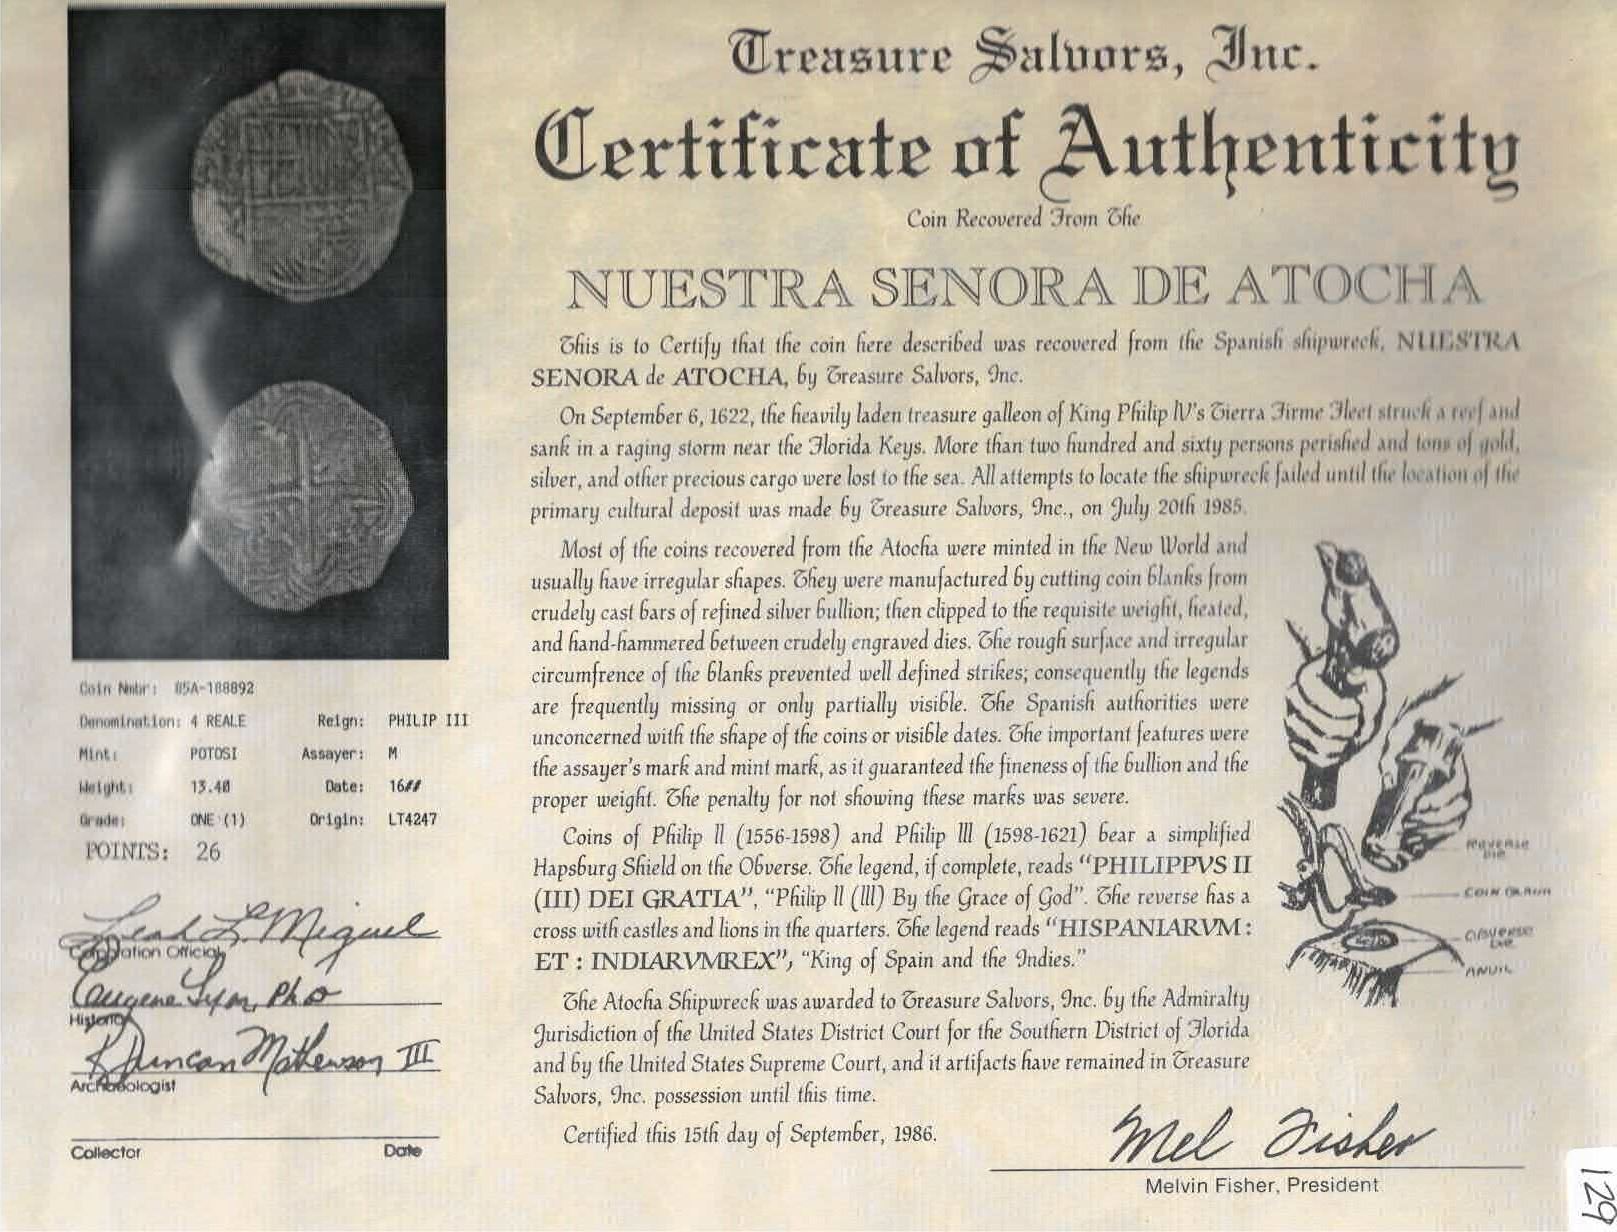 Treasure Salvors, Inc.
Certificate of Authenticity
Coin Recovered From The
NUESTRA SENORA DE ATOCHA
This is to Certify that the coin here described was recovered from the Spanish shipwreck, NUESTRA
SENORA de ATOCHA, by Treasure Salvors, Inc.
On September 6, 1622, the heavily laden treasure galleon of King Philip IV's Tierra Firme Fleet struck a reef and
sank in a raging storm near the Florida Keys. More than two hundred and sixty persons perished and tons of gold,
silver, and other precious cargo were lost to the sea. All attempts to locate the shipwreck failed until the location of the
primary cultural deposit was made by Treasure Salvors, Inc., on July 20th 1985.
Most of the coins recovered from the Atocha were minted in the New World and
usually have irregular shapes. They were manufactured by cutting coin blanks from
crudely cast bars of refined silver bullion; then clipped to the requisite weight, heated,
and hand-hammered between crudely engraved dies. The rough surface and irregular
circumfrence of the blanks prevented well defined strikes; consequently the legends
are frequently missing or only partially visible. The Spanish authorities were
unconcerned with the shape of the coins or visible dates. The important features were
the assayer's mark and mint mark, as it guaranteed the fineness of the bullion and the
proper weight. The penalty for not showing these marks was severe.
Coins of Philip II (1556-1598) and Philip III (1598-1621) bear a simplified
Hapsburg Shield on the Obverse. The legend, if complete, reads "PHILIPPVS II
(III) DEI GRATIA", "Philip II (III) By the Grace of God". The reverse has a
cross with castles and lions in the quarters. The legend reads "HISPANIARVM :
ET : INDIARVMREX", "King of Spain and the Indies."
The Atocha Shipwreck was awarded to Treasure Salvors, Inc. by the Admiralty
Jurisdiction of the United States District Court for the Southern District of Florida
and by the United States Supreme Court, and it artifacts have remained in Treasure
Salvors, Inc. possession until this time.
Certified this 15th day of September, 1986.
Mel Fisher
Melvin Fisher, President
REVERSE
DIE
COIN BLANK
OBVERSE
DIE
ANVIL
Coin Nmbr: 85A-188892
Denomination: 4 REALE Reign: PHILIP III
Mint: POTOSI Assayer: M
Weight: 13.40 Date: 16##
Grade: ONE (1) Origin: LT4247
POINTS: 26
Leah L. Miguel
Corporation Official
Eugene Lyon, PhD
Historian
R Duncan Mathewson III
Archaeologist
Collector Date
129